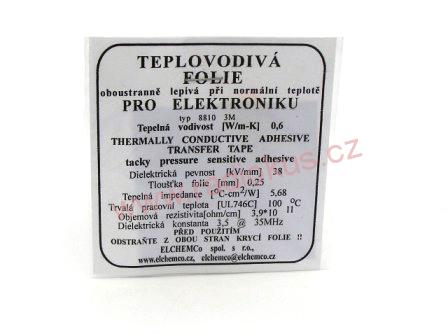 TEPLOVODIVÁ
FOLIE
oboustranně lepivá při normální teplotě
PRO ELEKTRONIKU
typ 8810 3M
Tepelná vodivost [W/m-K] 0,6
THERMALLY CONDUCTIVE ADHESIVE
TRANSFER TAPE
tacky pressure sensitive adhesive
Dielektrická pevnost [kV/mm] 38
Tloušťka folie [mm] 0,25
Tepelná impedance [°C-cm²/W] 5,68
Trvalá pracovní teplota [UL746C] 100 °C
Objemová rezistivita[ohm/cm] 3,9*10 11
Dielektrická konstanta 3,5 @ 35MHz
PŘED POUŽITÍM
ODSTRAŇTE Z OBOU STRAN KRYCÍ FOLIE !!
ELCHEMCo spol. s r.o.,
www.elchemco.cz, elchemco@elchemco.cz